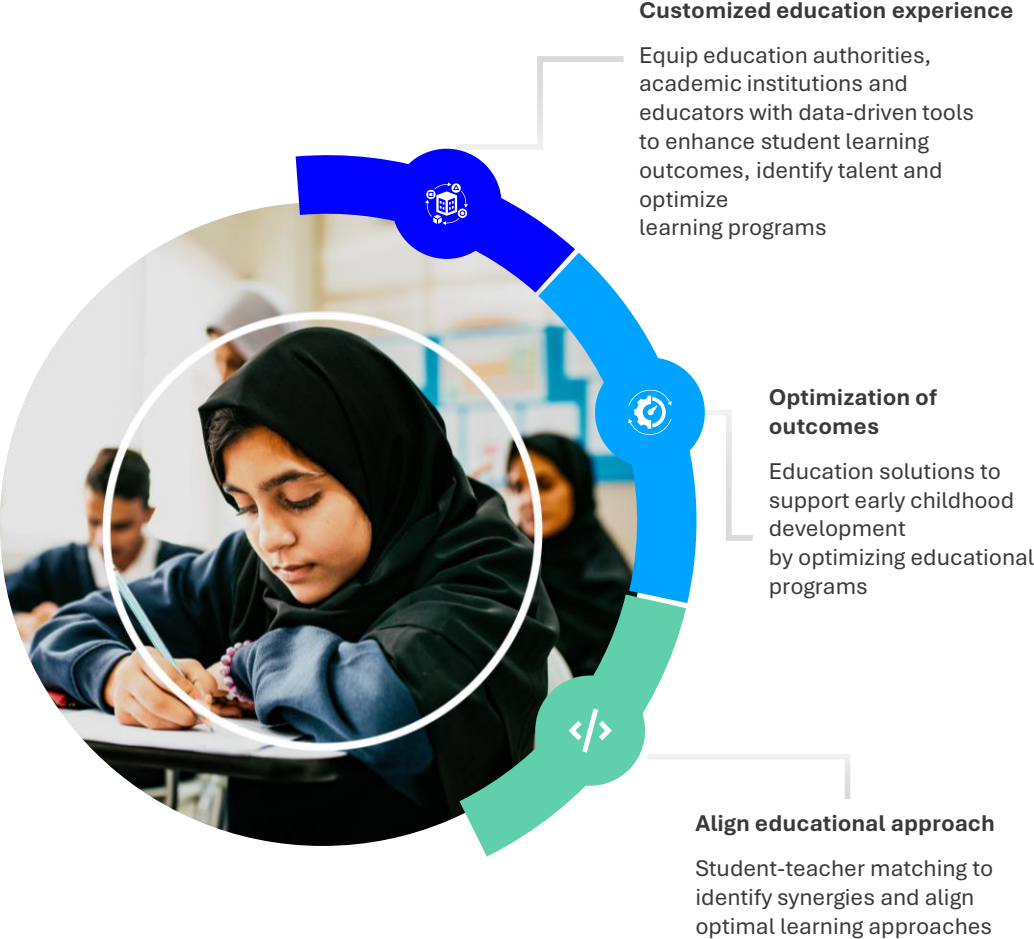 Customized education experience
Equip education authorities,
academic institutions and
educators with data-driven tools
to enhance student learning
outcomes, identify talent and
optimize
learning programs
Optimization of
outcomes
Education solutions to
support early childhood
development
by optimizing educational
programs
</>
Align educational approach
Student-teacher matching to
identify synergies and align
optimal learning approaches